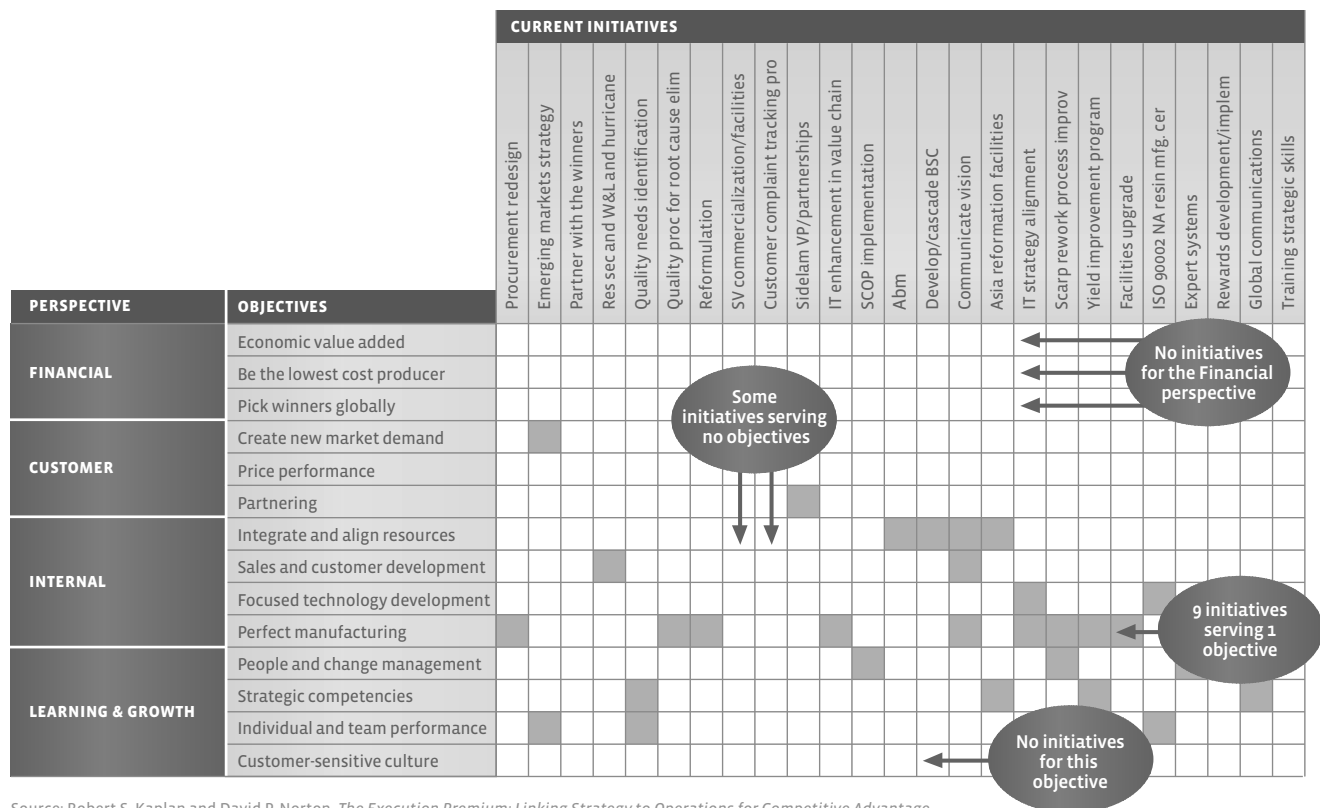 CURRENT INITIATIVES
Procurement redesign
Emerging markets strategy
Partner with the winners
Res sec and W&L and hurricane
Quality needs identification
Quality proc for root cause elim
Reformulation
SV commercialization/facilities
Customer complaint tracking pro
Sidelam VP/partnerships
IT enhancement in value chain
SCOP implementation
Abm
Develop/cascade BSC
Communicate vision
Asia reformation facilities
IT strategy alignment
Scarp rework process improv
Yield improvement program
Facilities upgrade
ISO 90002 NA resin mfg. cer
Expert systems
Rewards development/implem
Global communications
Training strategic skills
PERSPECTIVE
OBJECTIVES
FINANCIAL
Economic value added
Be the lowest cost producer
Pick winners globally
No initiatives
for the Financial
perspective
Some
initiatives serving
no objectives
CUSTOMER
Create new market demand
Price performance
Partnering
INTERNAL
Integrate and align resources
Sales and customer development
Focused technology development
Perfect manufacturing
9 initiatives
serving 1
objective
LEARNING & GROWTH
People and change management
Strategic competencies
Individual and team performance
Customer-sensitive culture
No initiatives
for this
objective
Source: Robert S. Kaplan and David P. Norton, The Execution Premium: Linking Strategy to Operations for Competitive Advantage